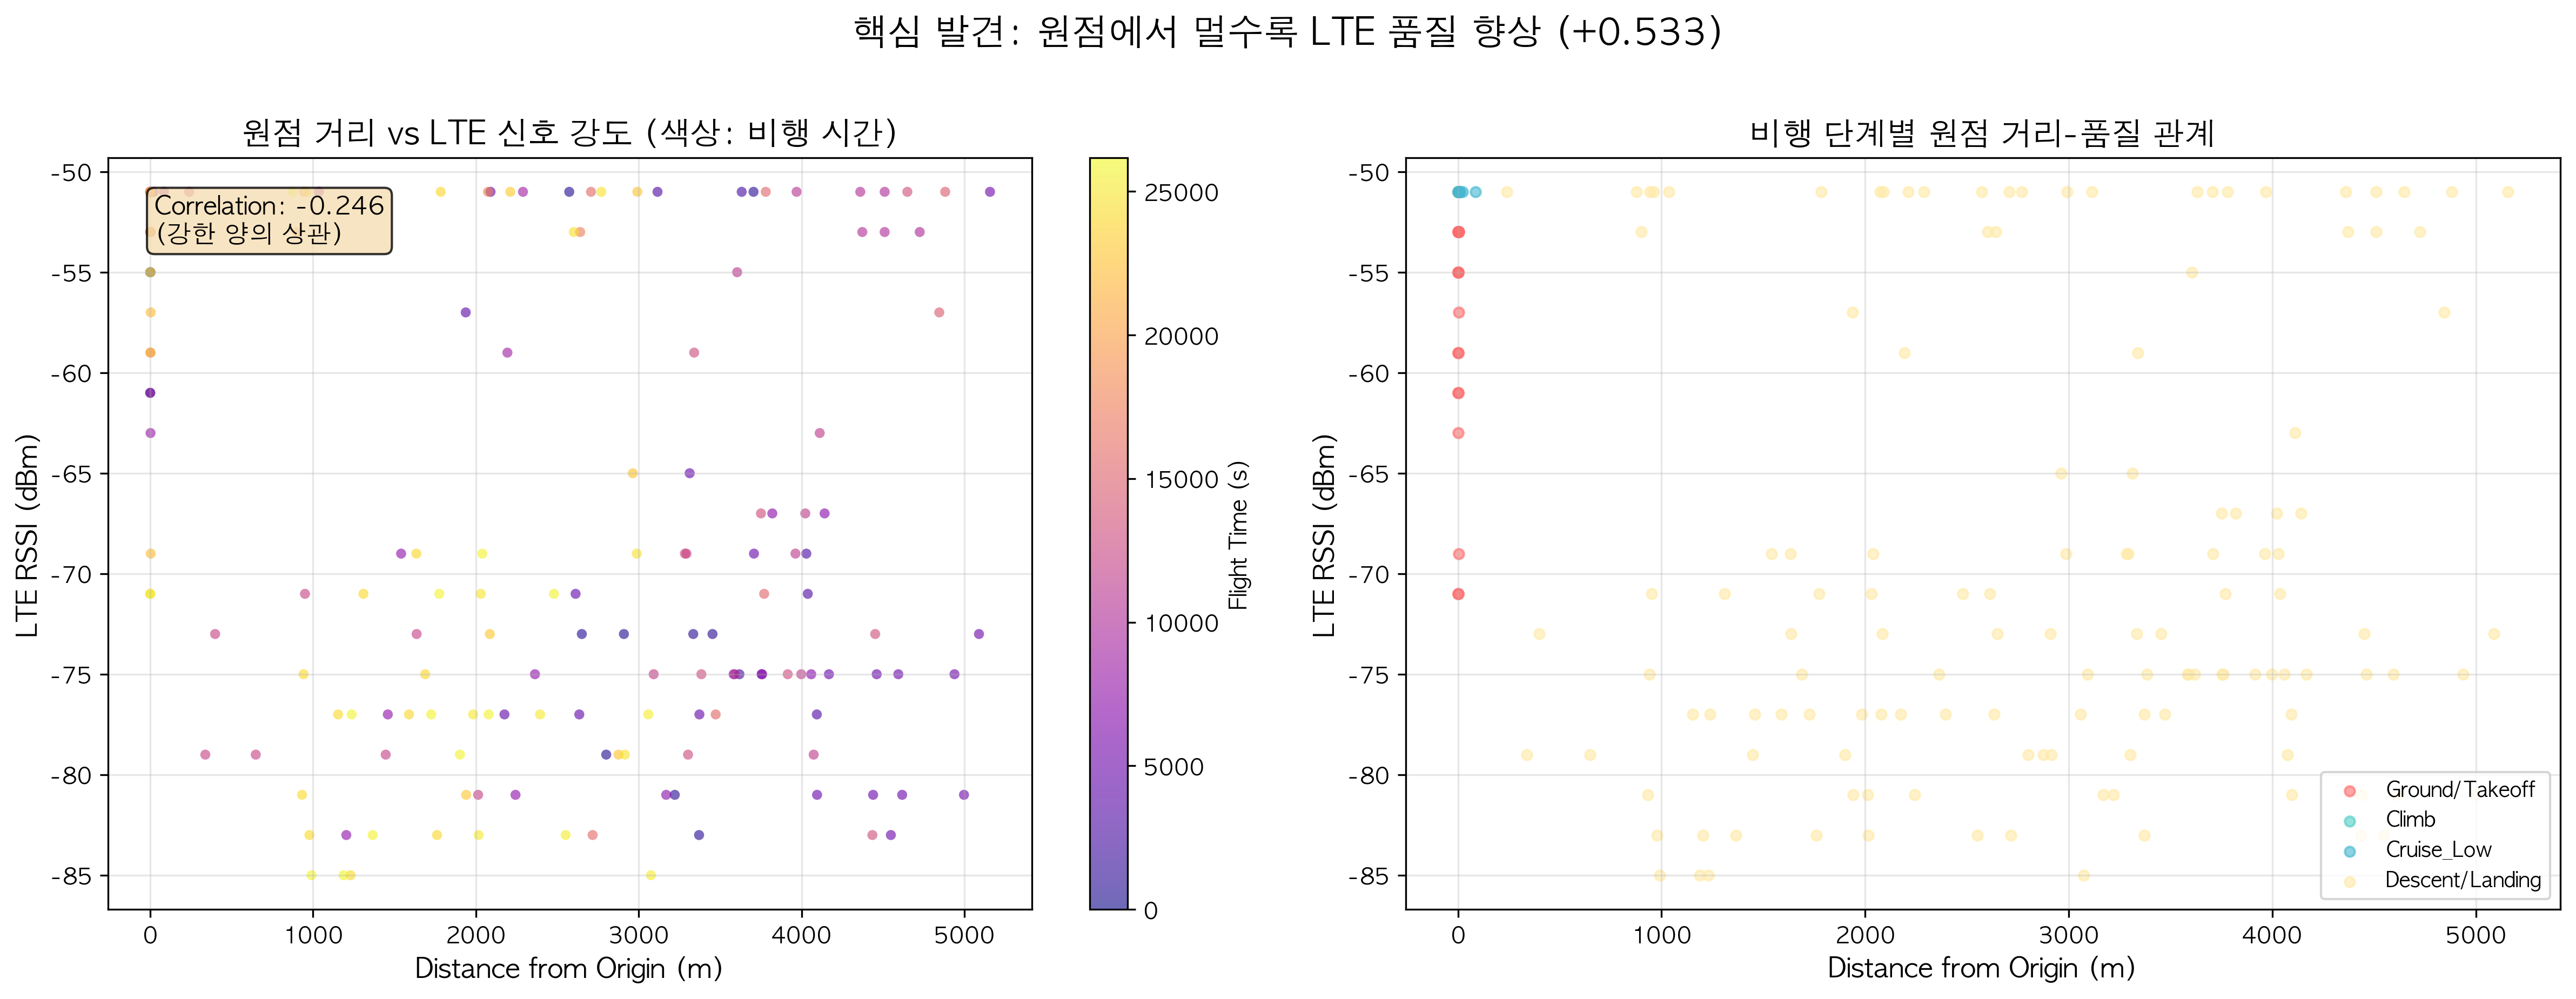 핵심 발견: 원점에서 멀수록 LTE 품질 향상 (+0.533)
원점 거리 vs LTE 신호 강도 (색상: 비행 시간)
Correlation: -0.246
(강한 양의 상관)
-50
-55
-60
-65
-70
-75
-80
-85
LTE RSSI (dBm)
0
1000
2000
3000
4000
5000
Distance from Origin (m)
25000
20000
15000
10000
5000
0
Flight Time (s)
비행 단계별 원점 거리-품질 관계
-50
-55
-60
-65
-70
-75
-80
-85
LTE RSSI (dBm)
0
1000
2000
3000
4000
5000
Distance from Origin (m)
Ground/Takeoff
Climb
Cruise_Low
Descent/Landing